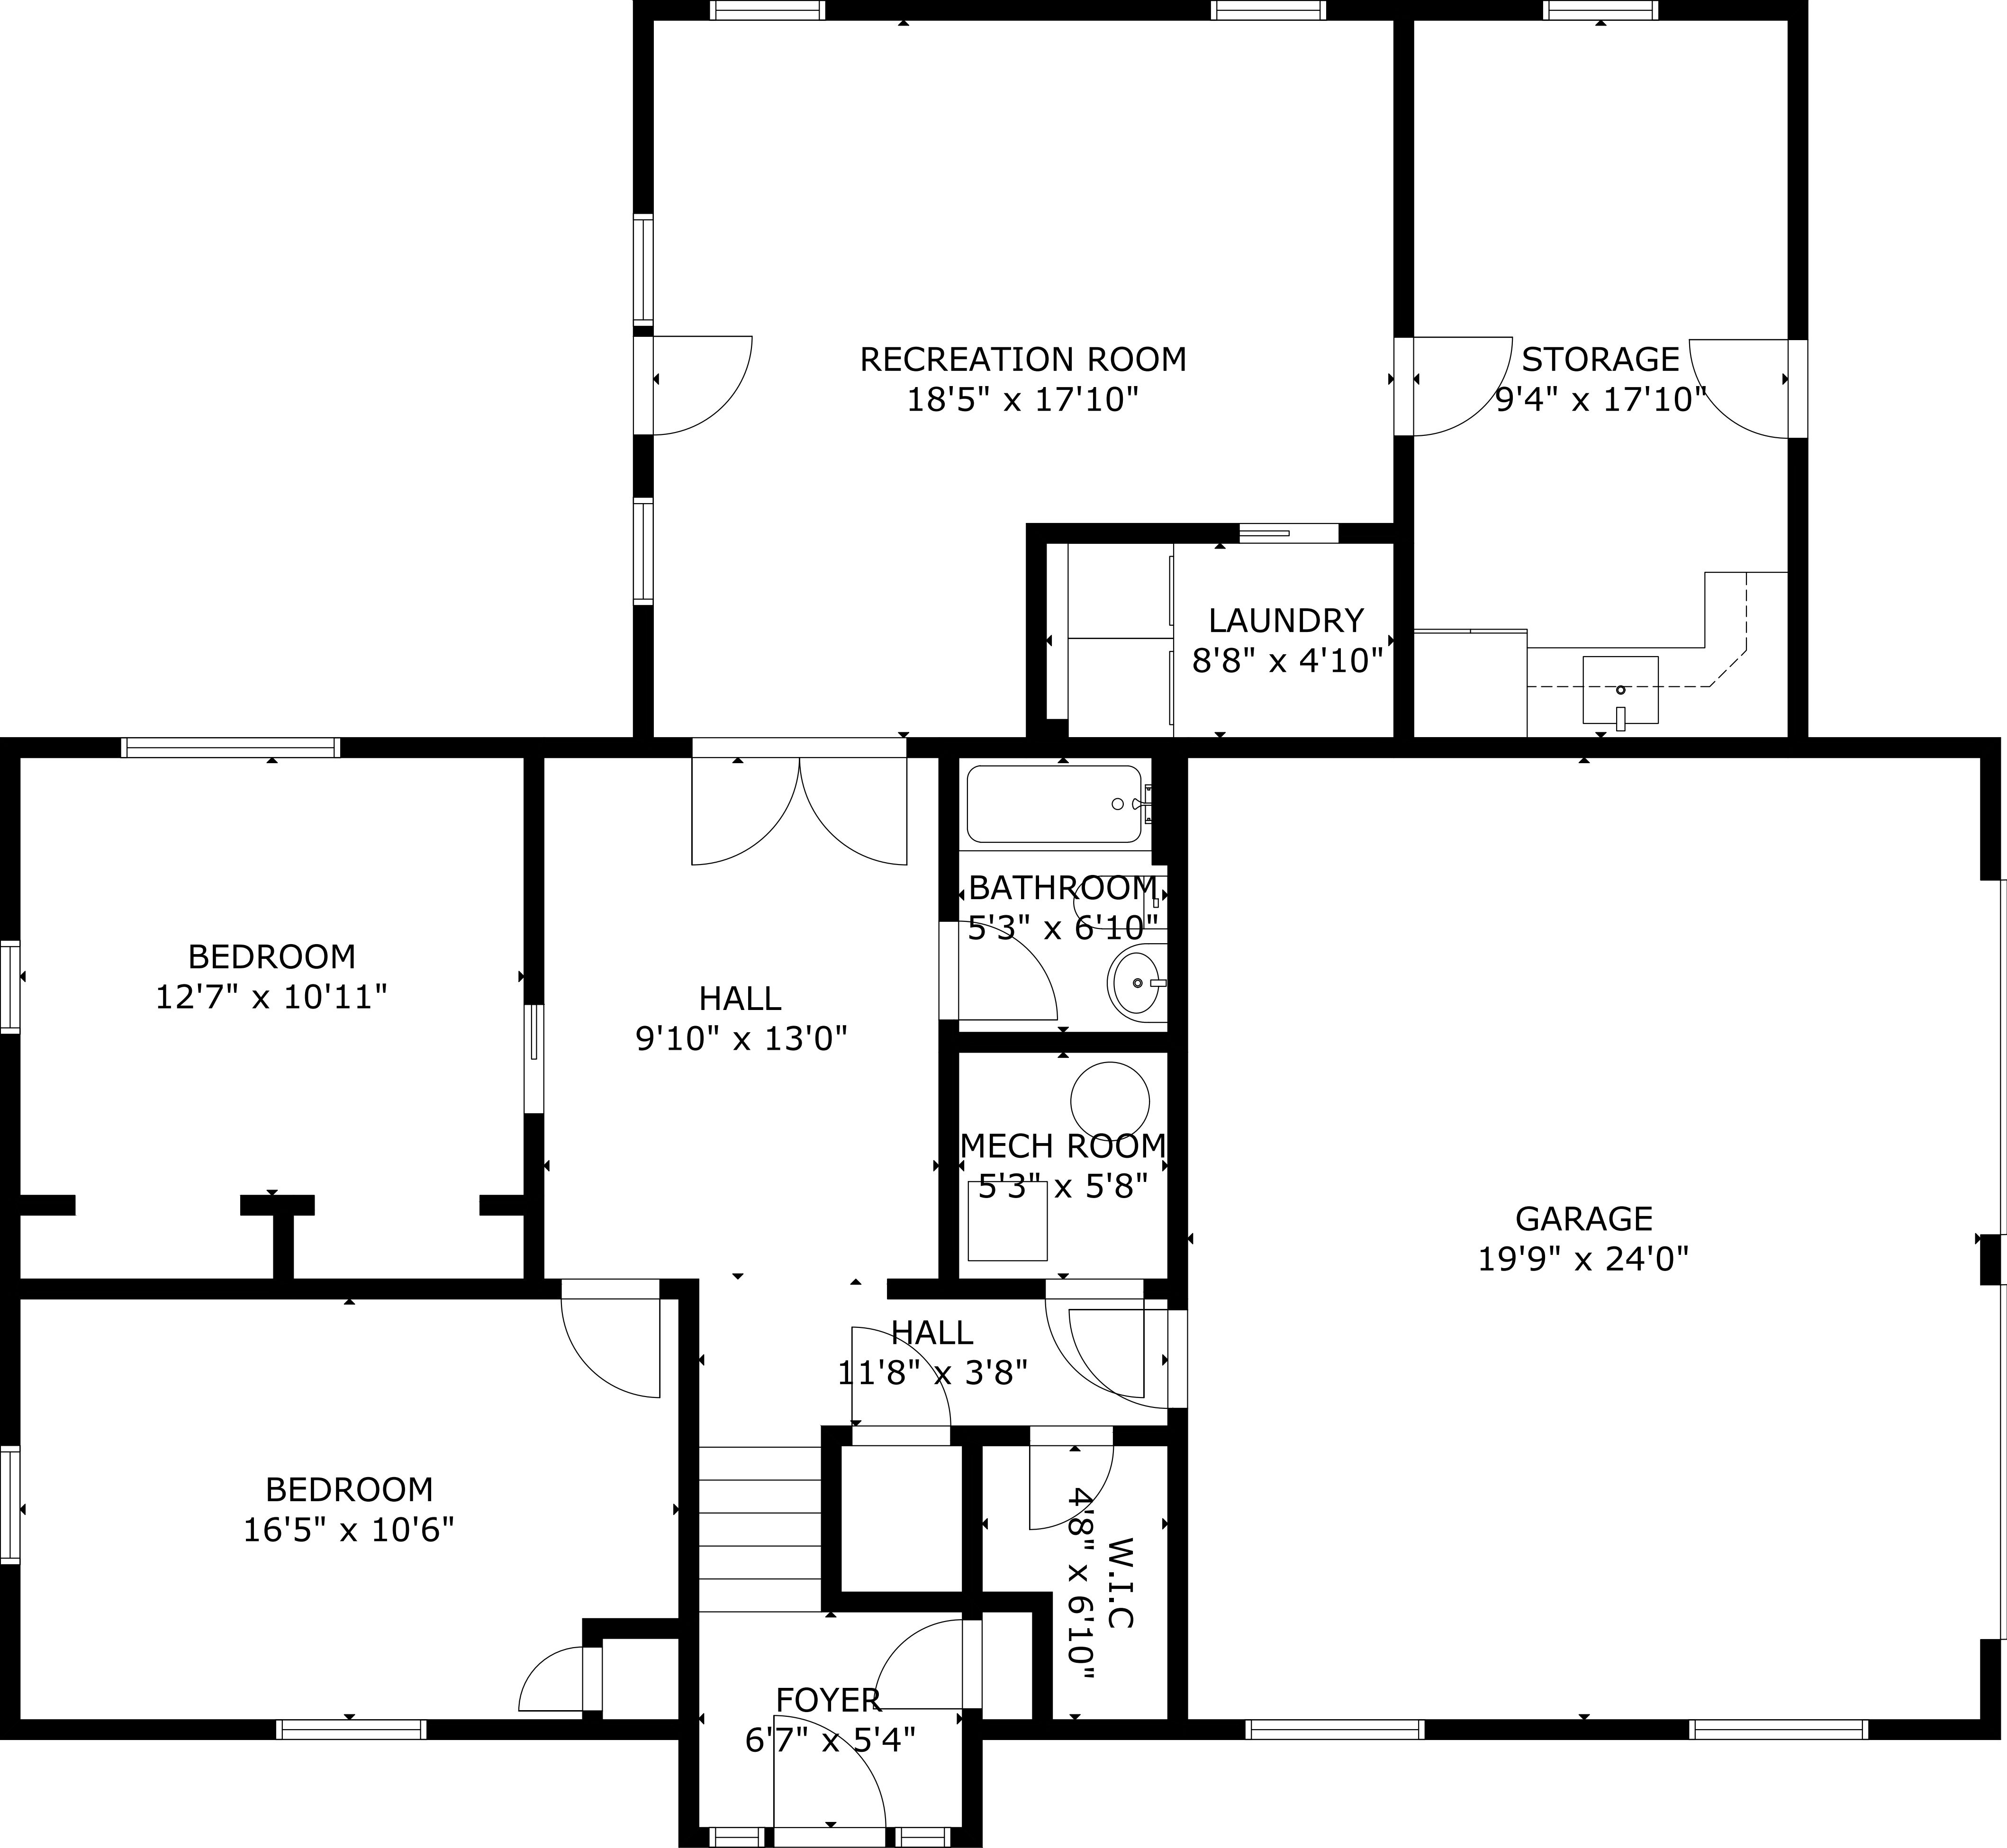 RECREATION ROOM
18'5" x 17'10"
STORAGE
9'4" x 17'10"
LAUNDRY
8'8" x 4'10"
BATHROOM
5'3" x 6'10"
BEDROOM
12'7" x 10'11"
HALL
9'10" x 13'0"
MECH ROOM
5'3" x 5'8"
GARAGE
19'9" x 24'0"
HALL
11'8" x 3'8"
BEDROOM
16'5" x 10'6"
W.I.C
4'8" x 6'10"
FOYER
6'7" x 5'4"